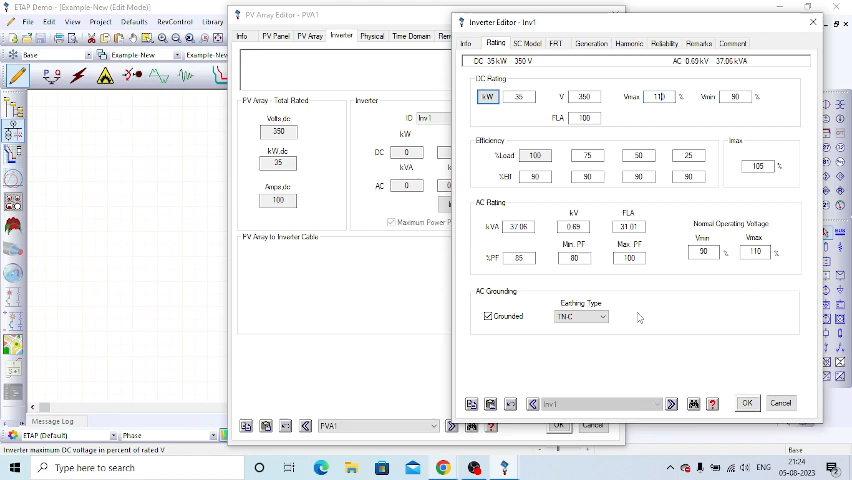 ETAP Demo - Example-New (Edit Mode)
File Edit View Project Defaults RevControl Library
Base
Example-New
Example-New
PV Array Editor - PVA1
Info PV Panel PV Array Inverter Physical Time Domain Rem
PV Array - Total Rated
Volts,dc
350
kW,dc
35
Amps,dc
100
Inverter
ID Inv1
kW
DC 0
kVA
AC 0
Maximum Power P
PV Array to Inverter Cable
PVA1
OK Cancel
Inverter Editor - Inv1
Info Rating SC Model FRT Generation Harmonic Reliability Remarks Comment
DC 35 kW 350 V AC 0.69 kV 37.06 kVA
DC Rating
kW 35 V 350 Vmax 110 % Vmin 90 %
FLA 100
Efficiency
%Load 100 75 50 25
%Eff 90 90 90 90
Imax
105 %
AC Rating
kV FLA
kVA 37.06 0.69 31.01
Min. PF Max. PF
%PF 85 80 100
Normal Operating Voltage
Vmin Vmax
90 % 110 %
AC Grounding
Earthing Type
Grounded TN-C
Inv1
OK Cancel
Message Log
ETAP (Default) Phase
Inverter maximum DC voltage in percent of rated V
Base
Type here to search
ENG
21:24
05-08-2023
2